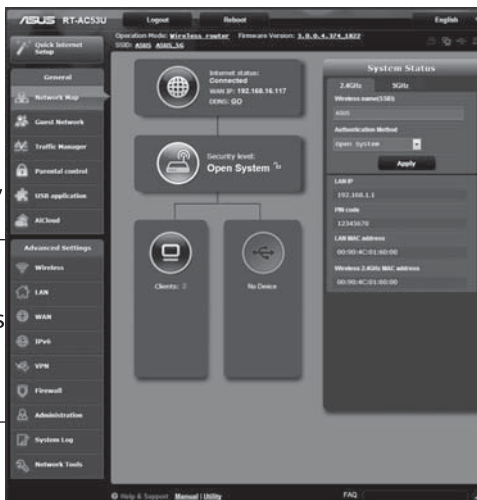 ASUS RT-AC53U
Logout
Reboot
English
Quick Internet
Setup
Operation Mode: Wireless router Firmware Version: 3.0.0.4.374_1822
SSID: ASUS ASUS_5G
General
Network Map
Guest Network
Traffic Manager
Parental control
USB application
AiCloud
Advanced Settings
Wireless
LAN
WAN
IPv6
VPN
Firewall
Administration
System Log
Network Tools
Internet status:
Connected
WAN IP: 192.168.16.117
DDNS: GO
Security level:
Open System
Clients: 2
No Device
System Status
2.4GHz
5GHz
Wireless name(SSID)
ASUS
Authentication Method
Open System
Apply
LAN IP
192.168.1.1
PIN code
12345670
LAN MAC address
00:90:4C:01:60:00
Wireless 2.4GHz MAC address
00:90:4C:01:60:00
y
s
Help & Support Manual | Utility
FAQ